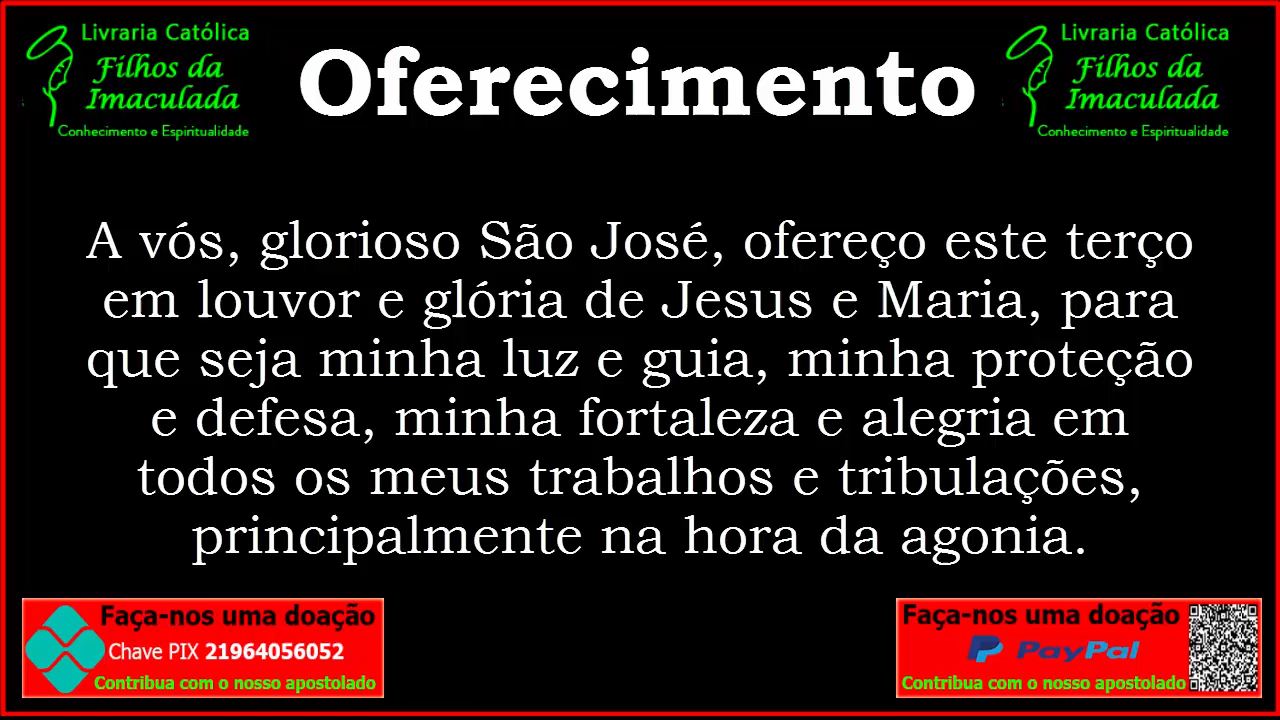 Livraria Católica
Filhos da
Imaculada
Conhecimento e Espiritualidade
Oferecimento
Livraria Católica
Filhos da
Imaculada
Conhecimento e Espiritualidade
A vós, glorioso São José, ofereço este terço
em louvor e glória de Jesus e Maria, para
que seja minha luz e guia, minha proteção
e defesa, minha fortaleza e alegria em
todos os meus trabalhos e tribulações,
principalmente na hora da agonia.
Faça-nos uma doação
Chave PIX 21964056052
Contribua com o nosso apostolado
Faça-nos uma doação
PayPal
Contribua com o nosso apostolado